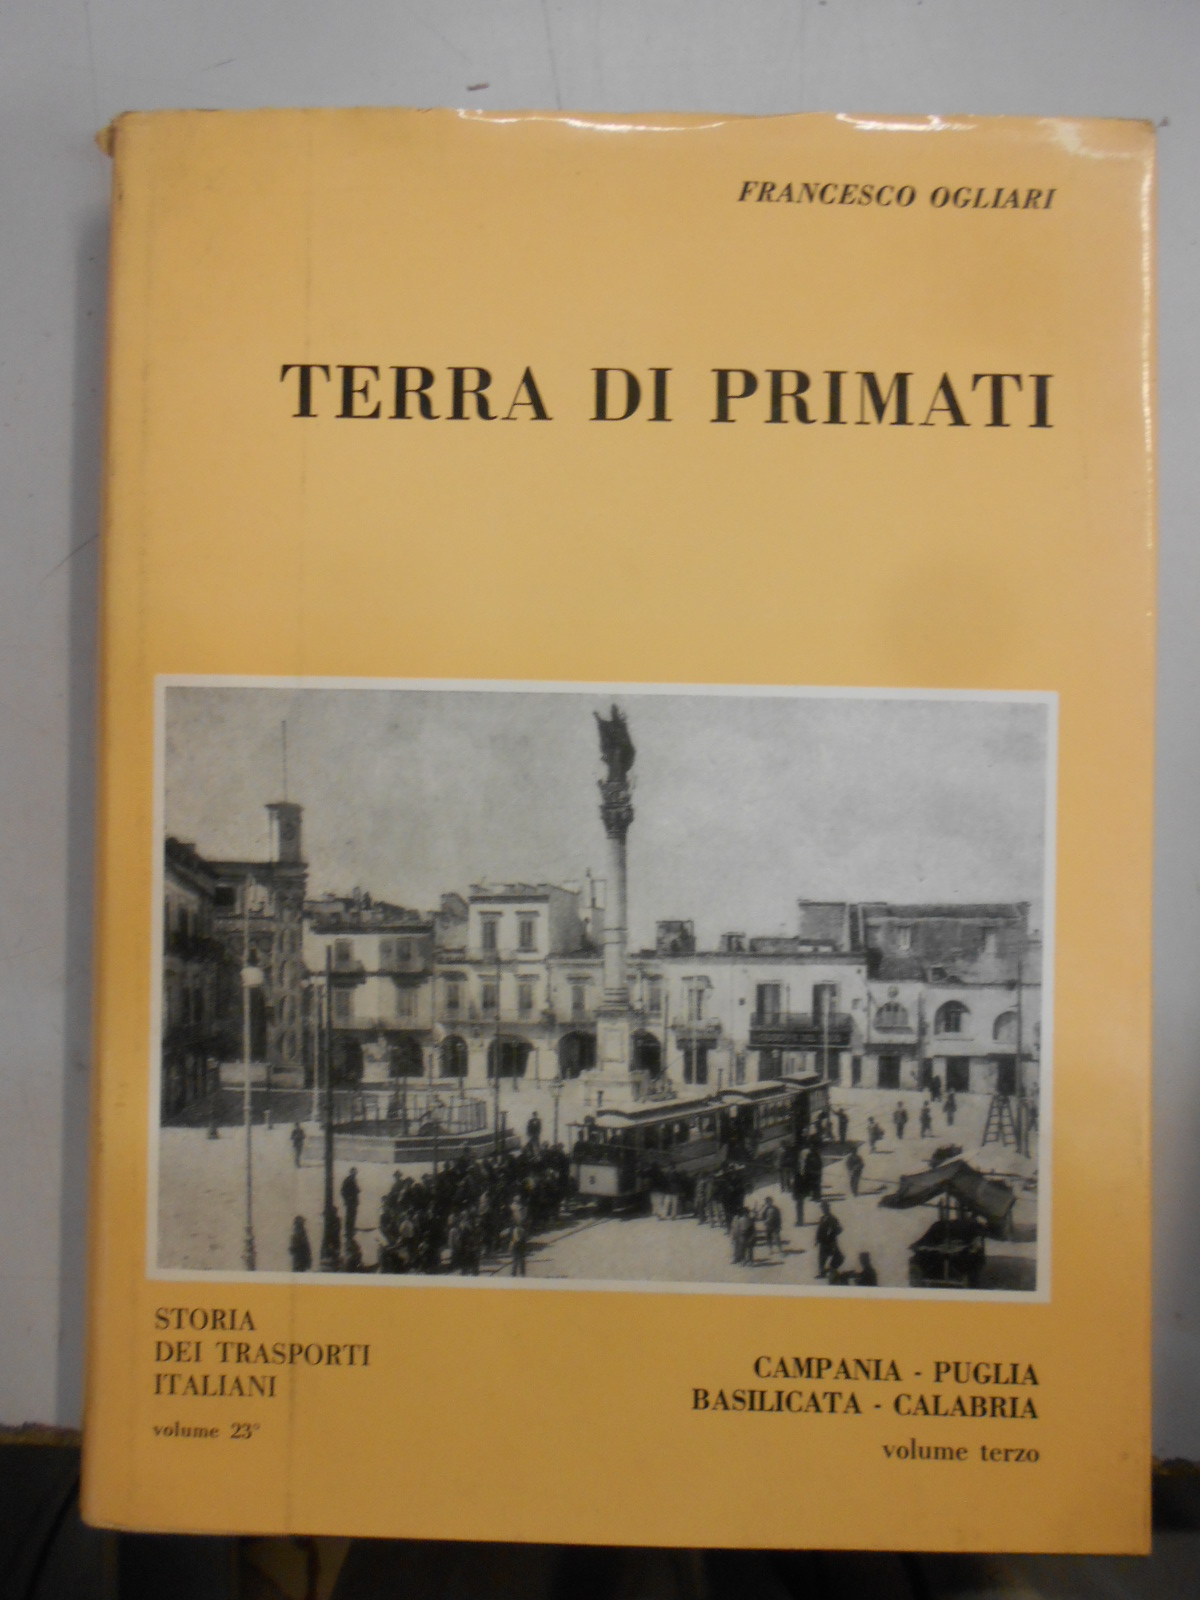 FRANCESCO OGLIARI
TERRA DI PRIMATI
STORIA
DEI TRASPORTI
ITALIANI
volume 23°
CAMPANIA - PUGLIA
BASILICATA - CALABRIA
volume terzo